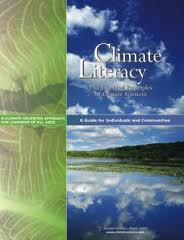 Climate
Literacy
The Essential Principles
of Climate Sciences
A CLIMATE-ORIENTED APPROACH
FOR LEARNERS OF ALL AGES
A Guide for Individuals and Communities